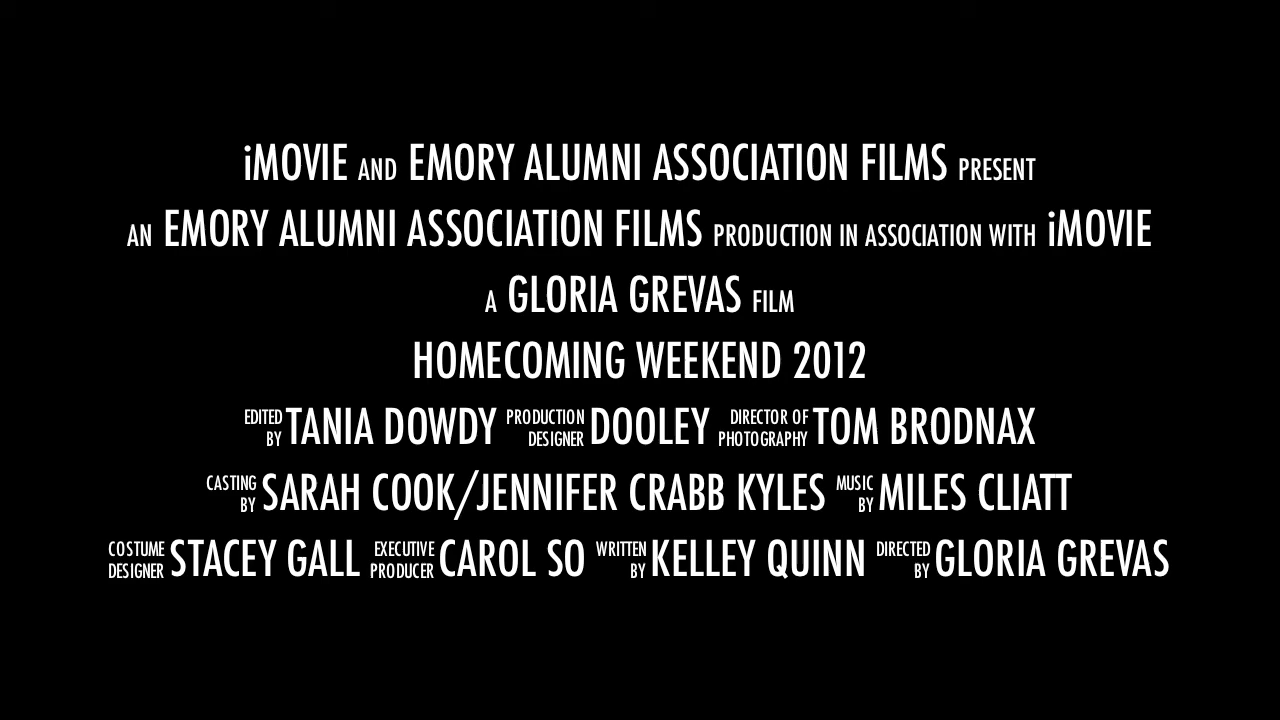 iMOVIE AND EMORY ALUMNI ASSOCIATION FILMS PRESENT
AN EMORY ALUMNI ASSOCIATION FILMS PRODUCTION IN ASSOCIATION WITH iMOVIE
A GLORIA GREVAS FILM
HOMECOMING WEEKEND 2012
EDITED BY TANIA DOWDY PRODUCTION DESIGNER DOOLEY DIRECTOR OF PHOTOGRAPHY TOM BRODNAX
CASTING BY SARAH COOK/JENNIFER CRABB KYLES MUSIC BY MILES CLIATT
COSTUME DESIGNER STACEY GALL EXECUTIVE PRODUCER CAROL SO WRITTEN BY KELLEY QUINN DIRECTED BY GLORIA GREVAS